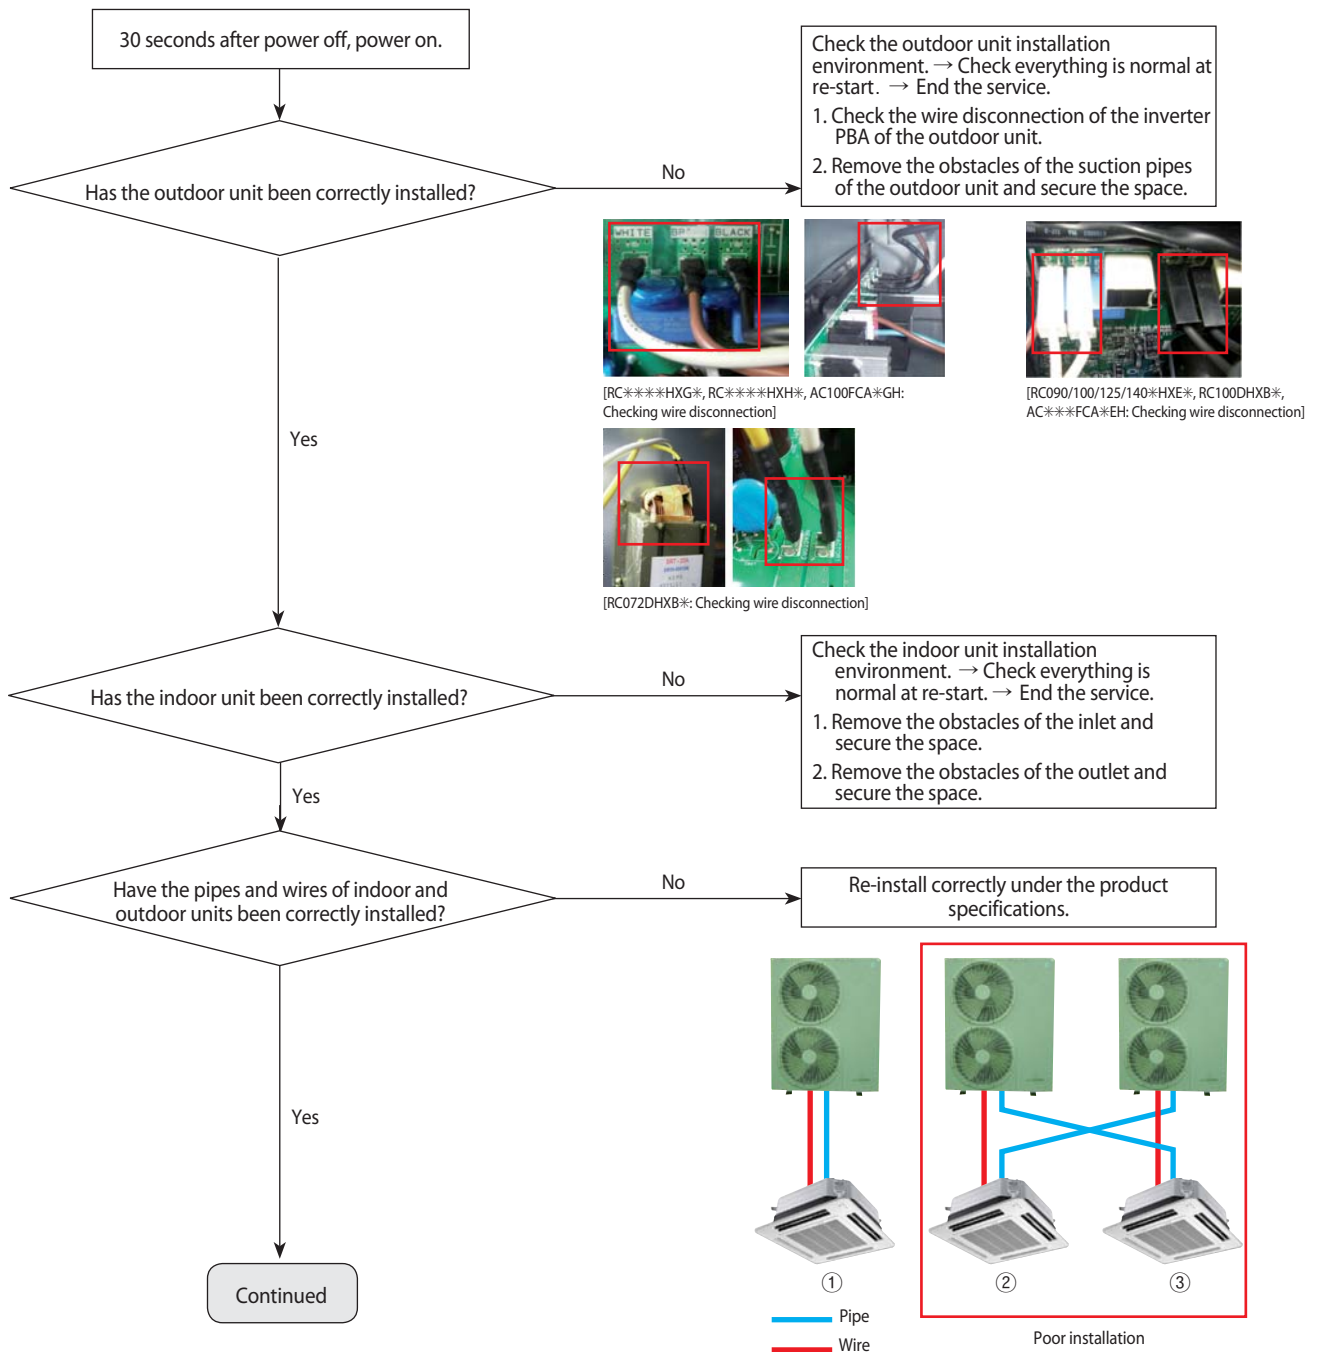 30 seconds after power off, power on.
Check the outdoor unit installation
environment. → Check everything is normal at
re-start. → End the service.
1. Check the wire disconnection of the inverter
PBA of the outdoor unit.
2. Remove the obstacles of the suction pipes
of the outdoor unit and secure the space.
Has the outdoor unit been correctly installed?
No
WHITE
BLACK
[RC✳✳✳✳HXG✳, RC✳✳✳✳HXH✳, AC100FCA✳GH:
Checking wire disconnection]
[RC090/100/125/140✳HXE✳, RC100DHXB✳,
AC✳✳✳FCA✳EH: Checking wire disconnection]
Yes
[RC072DHXB✳: Checking wire disconnection]
Has the indoor unit been correctly installed?
No
Check the indoor unit installation
environment. → Check everything is
normal at re-start. → End the service.
1. Remove the obstacles of the inlet and
secure the space.
2. Remove the obstacles of the outlet and
secure the space.
Yes
Have the pipes and wires of indoor and
outdoor units been correctly installed?
No
Re-install correctly under the product
specifications.
Yes
Continued
①
②
③
Pipe
Wire
Poor installation